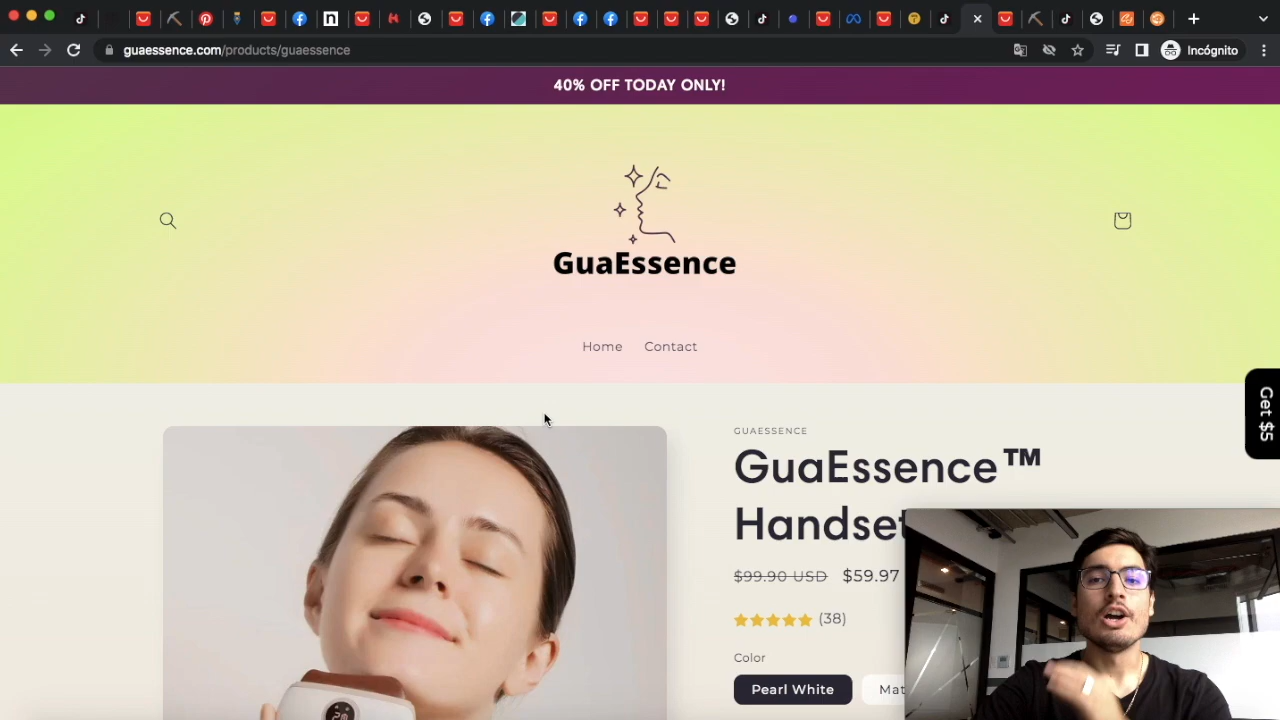 guaessence.com/products/guaessence
Incógnito
40% OFF TODAY ONLY!
GuaEssence
Home Contact
Get $5
GUAESSENCE
GuaEssence™
Handset
$99.90 USD $59.97
(38)
Color
Pearl White Mat